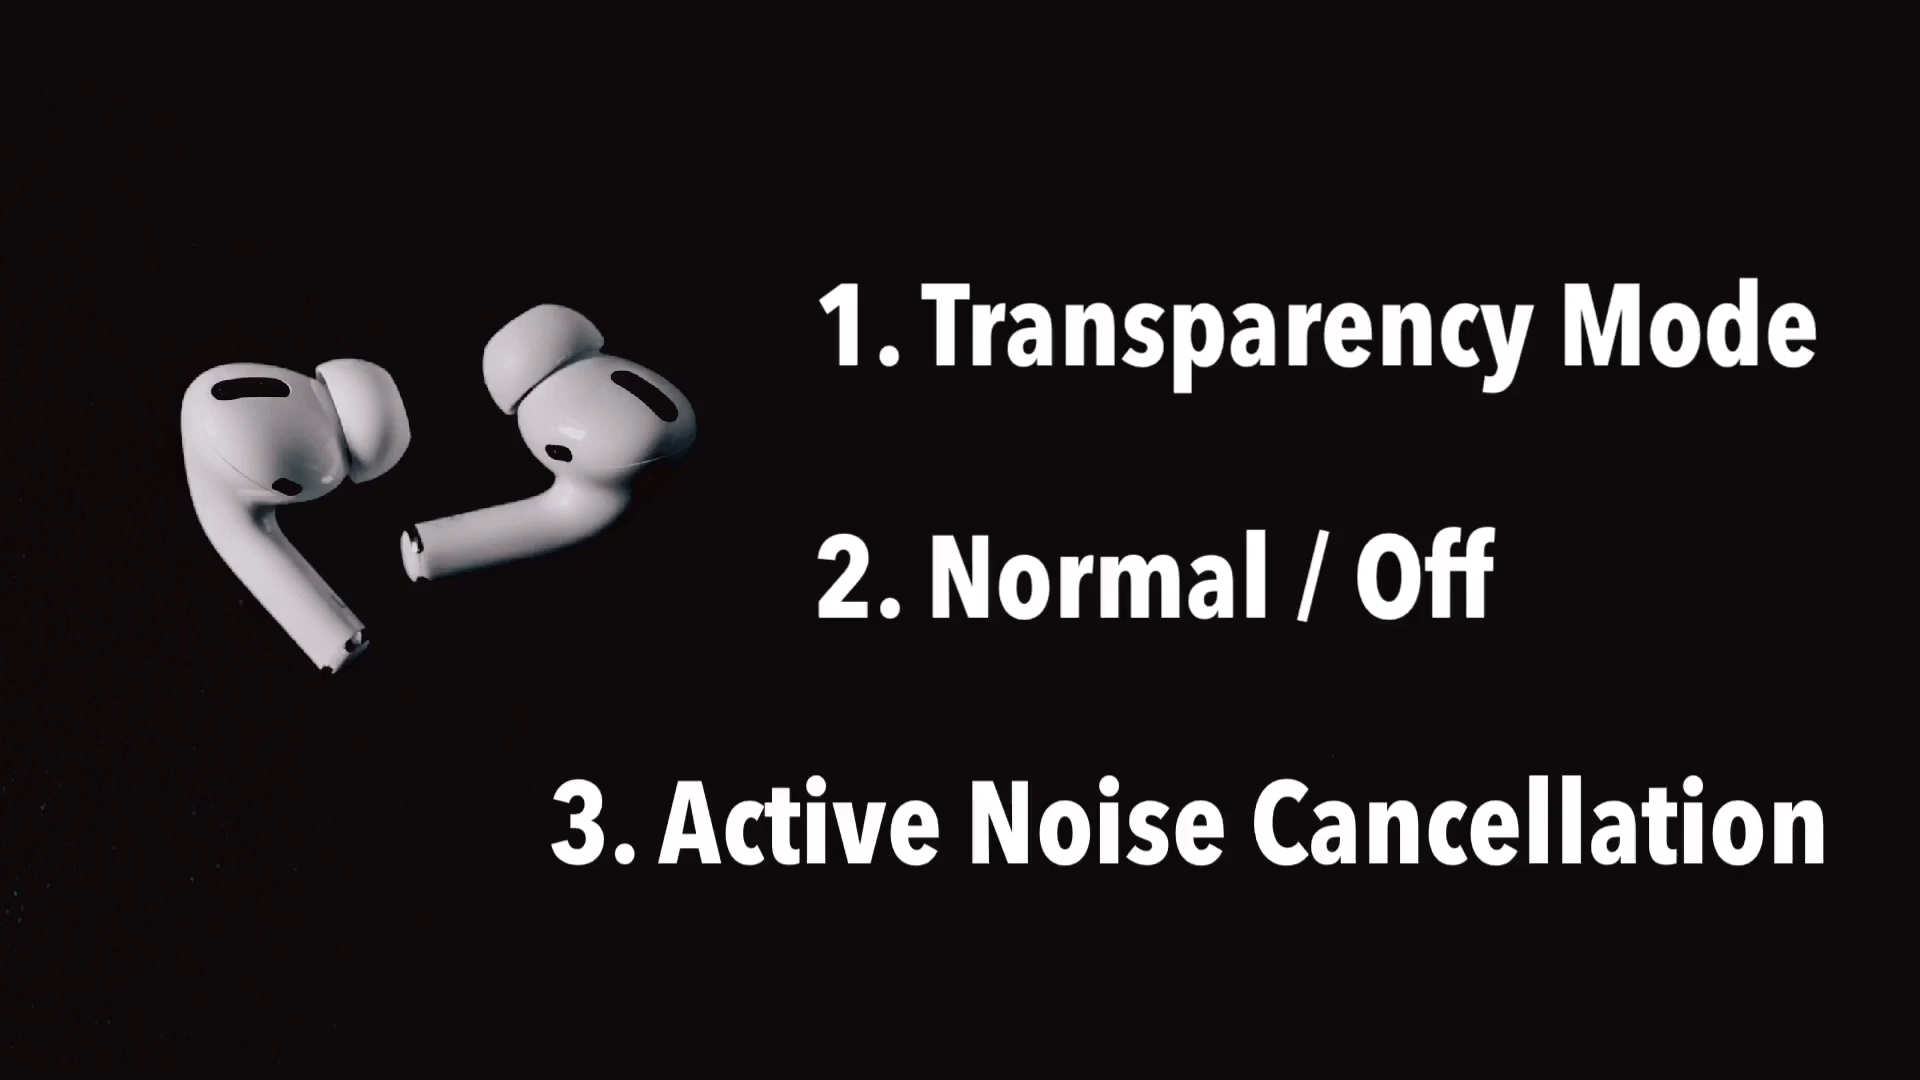 1. Transparency Mode
2. Normal / Off
3. Active Noise Cancellation